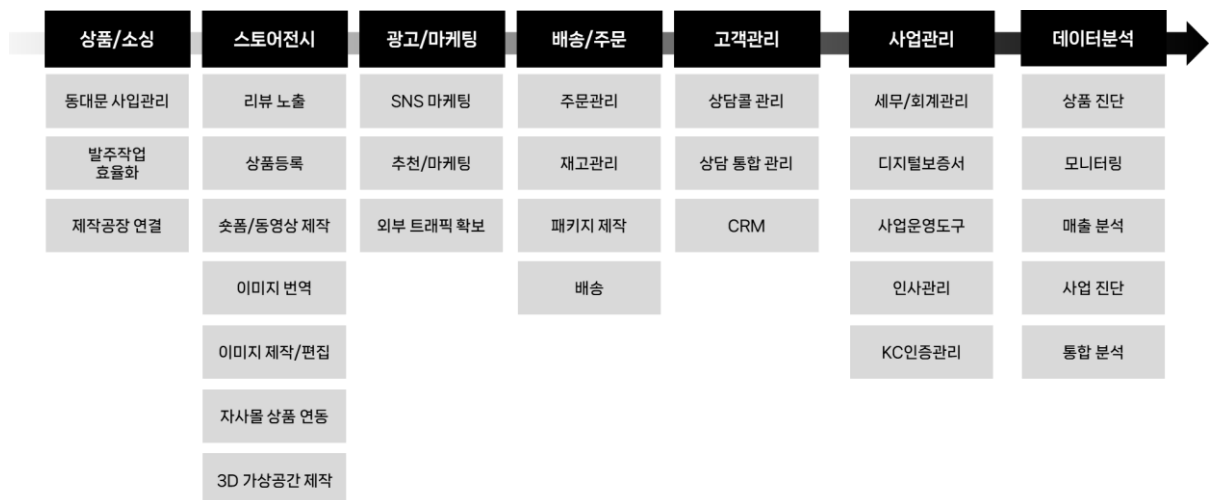 상품/소싱
스토어전시
광고/마케팅
배송/주문
고객관리
사업관리
데이터분석
동대문 사입관리
리뷰 노출
SNS 마케팅
주문관리
상담콜 관리
세무/회계관리
상품 진단
발주작업
효율화
상품등록
추천/마케팅
재고관리
상담 통합 관리
디지털보증서
모니터링
제작공장 연결
숏폼/동영상 제작
외부 트래픽 확보
패키지 제작
CRM
사업운영도구
매출 분석
이미지 번역
배송
인사관리
사업 진단
이미지 제작/편집
KC인증관리
통합 분석
자사몰 상품 연동
3D 가상공간 제작